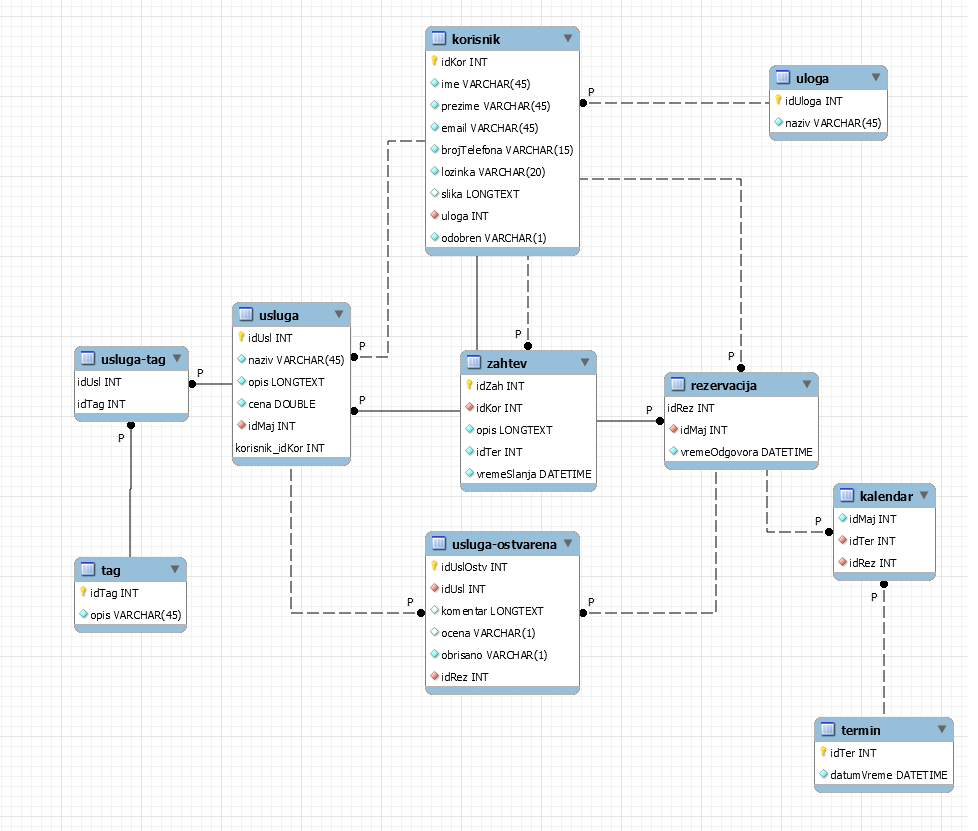 korisnik
idKor INT
ime VARCHAR(45)
prezime VARCHAR(45)
email VARCHAR(45)
brojTelefona VARCHAR(15)
lozinka VARCHAR(20)
slika LONGTEXT
uloga INT
odobren VARCHAR(1)
P
uloga
idUloga INT
naziv VARCHAR(45)
usluga
idUsl INT
naziv VARCHAR(45)
opis LONGTEXT
cena DOUBLE
idMaj INT
korisnik_idKor INT
P
P
usluga-tag
idUsl INT
idTag INT
P
P
zahtev
idZah INT
idKor INT
opis LONGTEXT
idTer INT
vremeSlanja DATETIME
P
rezervacija
idRez INT
idMaj INT
vremeOdgovora DATETIME
P
P
kalendar
idMaj INT
idTer INT
idRez INT
P
P
usluga-ostvarena
idUslOstv INT
idUsl INT
komentar LONGTEXT
ocena VARCHAR(1)
obrisano VARCHAR(1)
idRez INT
P
P
tag
idTag INT
opis VARCHAR(45)
termin
idTer INT
datumVreme DATETIME